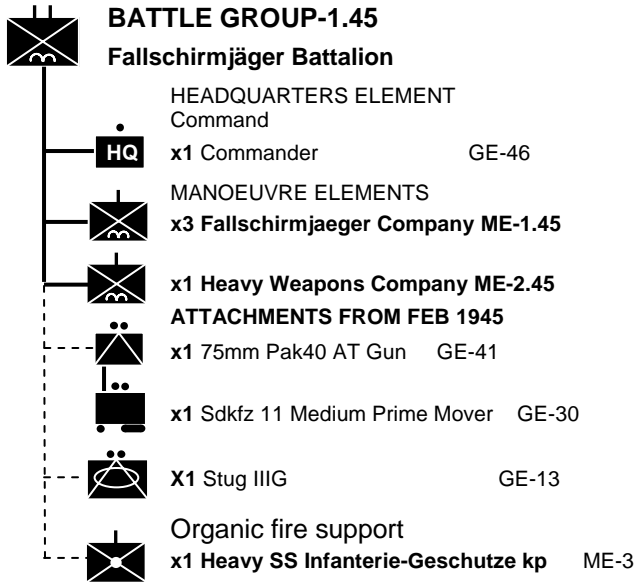 BATTLE GROUP-1.45
Fallschirmjäger Battalion
HEADQUARTERS ELEMENT
Command
HQ x1 Commander GE-46
MANOEUVRE ELEMENTS
x3 Fallschirmjaeger Company ME-1.45
x1 Heavy Weapons Company ME-2.45
ATTACHMENTS FROM FEB 1945
x1 75mm Pak40 AT Gun GE-41
x1 Sdkfz 11 Medium Prime Mover GE-30
X1 Stug IIIG GE-13
Organic fire support
x1 Heavy SS Infanterie-Geschutze kp ME-3